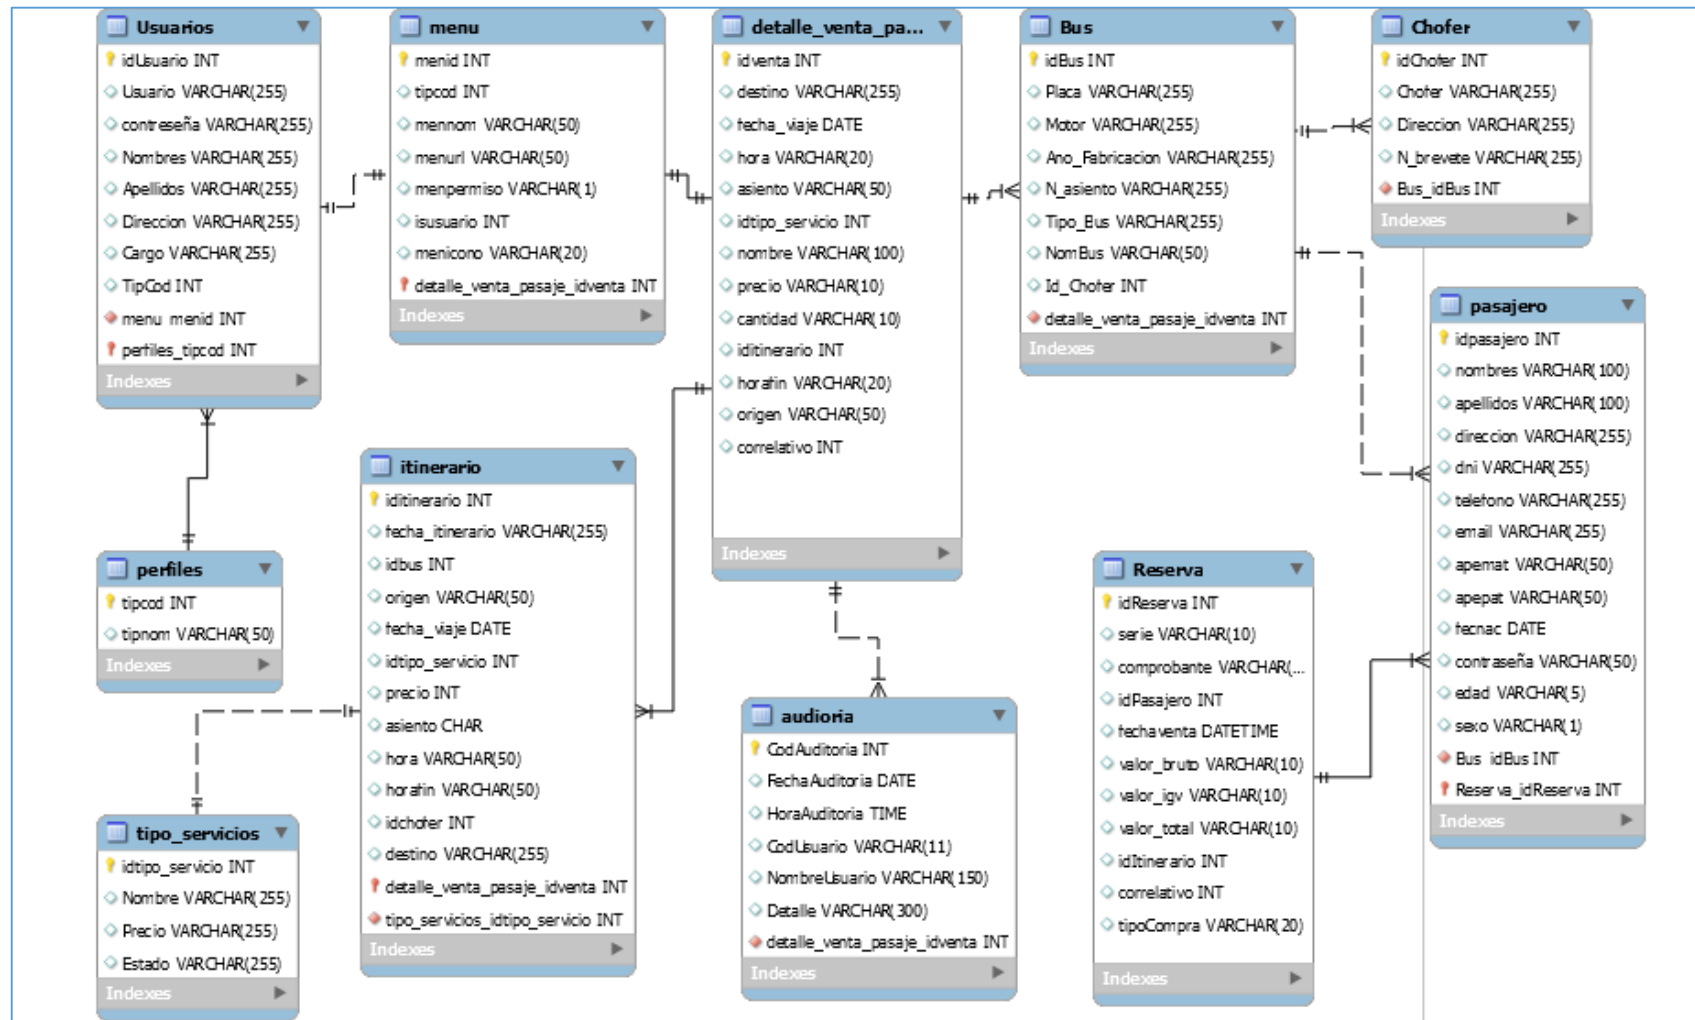 Usuarios
idUsuario INT
Usuario VARCHAR(255)
contreseña VARCHAR(255)
Nombres VARCHAR(255)
Apellidos VARCHAR(255)
Direccion VARCHAR(255)
Cargo VARCHAR(255)
TipCod INT
menu_menid INT
perfiles_tipcod INT
Indexes
menu
menid INT
tipcod INT
mennom VARCHAR(50)
menurl VARCHAR(50)
menpermiso VARCHAR(1)
isusuario INT
menicono VARCHAR(20)
detalle_venta_pasaje_idventa INT
Indexes
detalle_venta_pa...
idventa INT
destino VARCHAR(255)
fecha_viaje DATE
hora VARCHAR(20)
asiento VARCHAR(50)
idtipo_servicio INT
nombre VARCHAR(100)
precio VARCHAR(10)
cantidad VARCHAR(10)
iditinerario INT
horafin VARCHAR(20)
origen VARCHAR(50)
correlativo INT
Indexes
Bus
idBus INT
Placa VARCHAR(255)
Motor VARCHAR(255)
Ano_Fabricacion VARCHAR(255)
N_asiento VARCHAR(255)
Tipo_Bus VARCHAR(255)
NomBus VARCHAR(50)
Id_Chofer INT
detalle_venta_pasaje_idventa INT
Indexes
Chofer
idChofer INT
Chofer VARCHAR(255)
Direccion VARCHAR(255)
N_brevete VARCHAR(255)
Bus_idBus INT
Indexes
pasajero
idpasajero INT
nombres VARCHAR(100)
apellidos VARCHAR(100)
direccion VARCHAR(255)
dni VARCHAR(255)
telefono VARCHAR(255)
email VARCHAR(255)
apemat VARCHAR(50)
apepat VARCHAR(50)
fecnac DATE
contraseña VARCHAR(50)
edad VARCHAR(5)
sexo VARCHAR(1)
Bus_idBus INT
Reserva_idReserva INT
Indexes
perfiles
tipcod INT
tipnom VARCHAR(50)
Indexes
itinerario
iditinerario INT
fecha_itinerario VARCHAR(255)
idbus INT
origen VARCHAR(50)
fecha_viaje DATE
idtipo_servicio INT
precio INT
asiento CHAR
hora VARCHAR(50)
horafin VARCHAR(50)
idchofer INT
destino VARCHAR(255)
detalle_venta_pasaje_idventa INT
tipo_servicios_idtipo_servicio INT
Indexes
Reserva
idReserva INT
serie VARCHAR(10)
comprobante VARCHAR(...
idPasajero INT
fechaventa DATETIME
valor_bruto VARCHAR(10)
valor_igv VARCHAR(10)
valor_total VARCHAR(10)
idItinerario INT
correlativo INT
tipoCompra VARCHAR(20)
Indexes
audioria
CodAuditoria INT
FechaAuditoria DATE
HoraAuditoria TIME
CodUsuario VARCHAR(11)
NombreUsuario VARCHAR(150)
Detalle VARCHAR(300)
detalle_venta_pasaje_idventa INT
Indexes
tipo_servicios
idtipo_servicio INT
Nombre VARCHAR(255)
Precio VARCHAR(255)
Estado VARCHAR(255)
Indexes